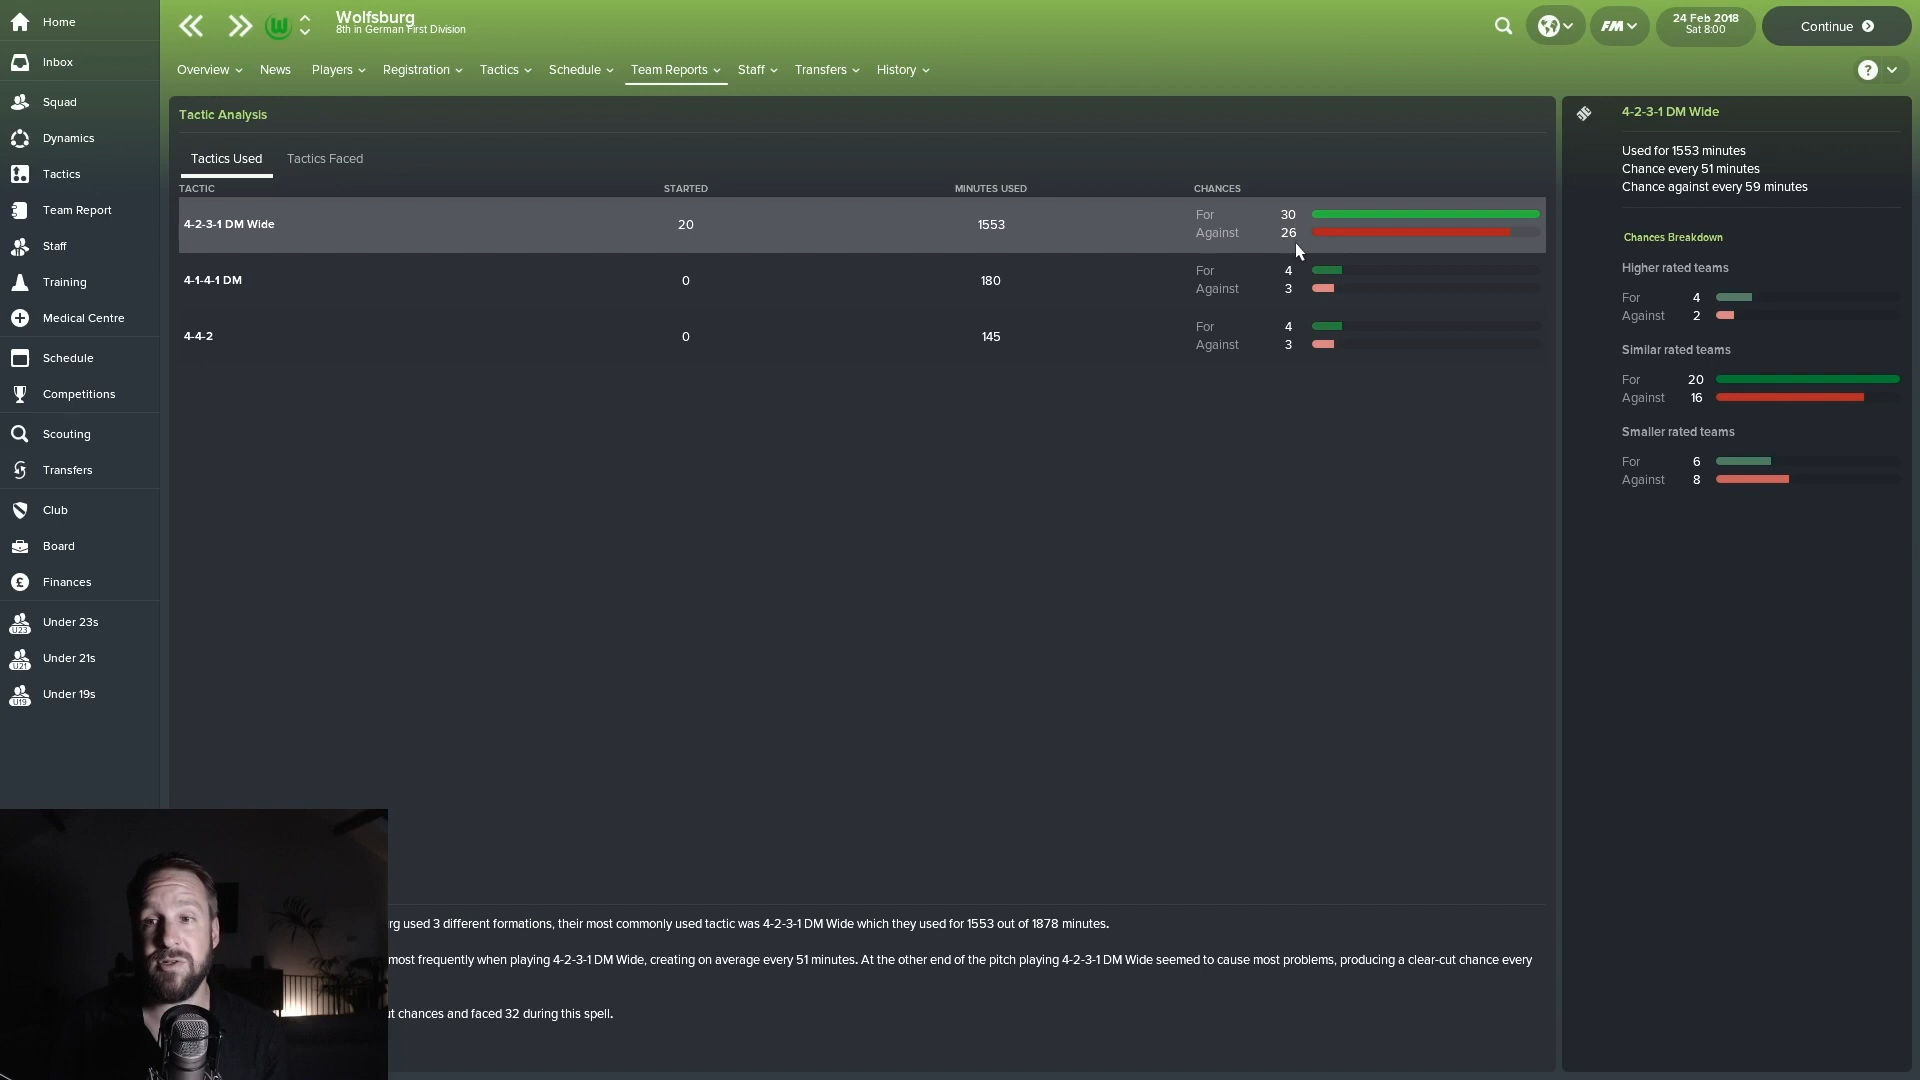 Home
Inbox
Squad
Dynamics
Tactics
Team Report
Staff
Training
Medical Centre
Schedule
Competitions
Scouting
Transfers
Club
Board
Finances
U23
Under 23s
U21
Under 21s
U19
Under 19s
W
Wolfsburg
8th in German First Division
FM
24 Feb 2018
Sat 8:00
Continue
Overview
News
Players
Registration
Tactics
Schedule
Team Reports
Staff
Transfers
History
?
Tactic Analysis
Tactics Used
Tactics Faced
TACTIC STARTED MINUTES USED CHANCES
4-2-3-1 DM Wide 20 1553
For 30
Against 26
4-1-4-1 DM 0 180
For 4
Against 3
4-4-2 0 145
For 4
Against 3
rg used 3 different formations, their most commonly used tactic was 4-2-3-1 DM Wide which they used for 1553 out of 1878 minutes.
most frequently when playing 4-2-3-1 DM Wide, creating on average every 51 minutes. At the other end of the pitch playing 4-2-3-1 DM Wide seemed to cause most problems, producing a clear-cut chance every
t chances and faced 32 during this spell.
4-2-3-1 DM Wide
Used for 1553 minutes
Chance every 51 minutes
Chance against every 59 minutes
Chances Breakdown
Higher rated teams
For 4
Against 2
Similar rated teams
For 20
Against 16
Smaller rated teams
For 6
Against 8